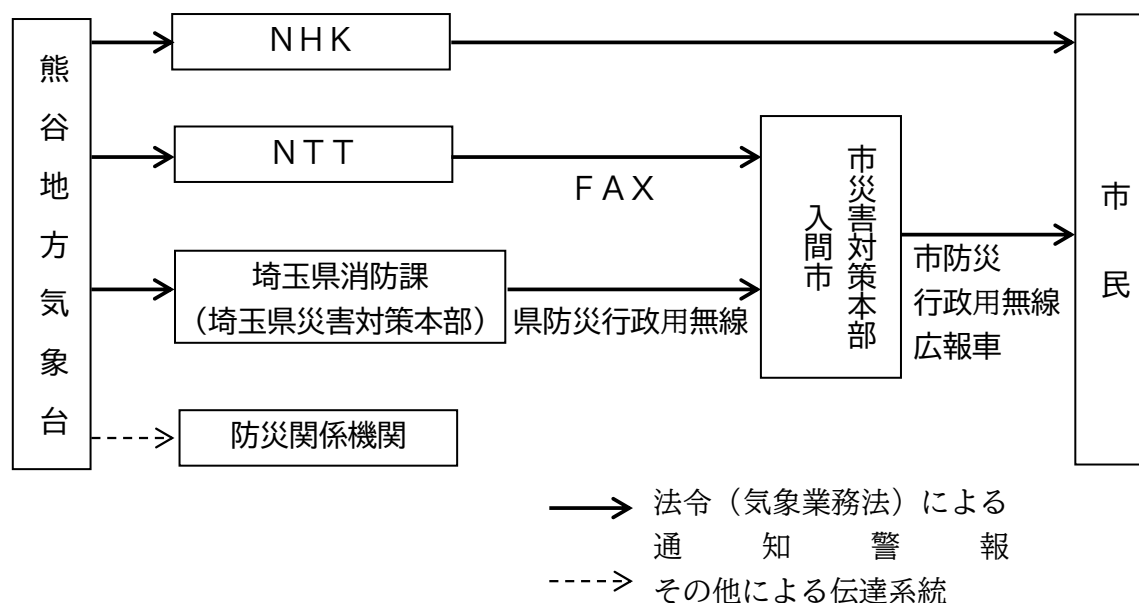 熊谷地方気象台
ＮＨＫ
ＮＴＴ
ＦＡＸ
埼玉県消防課
（埼玉県災害対策本部）
県防災行政用無線
防災関係機関
市災害対策本部
入間市
市防災
行政用無線
広報車
市民
法令（気象業務法）による
通知警報
その他による伝達系統